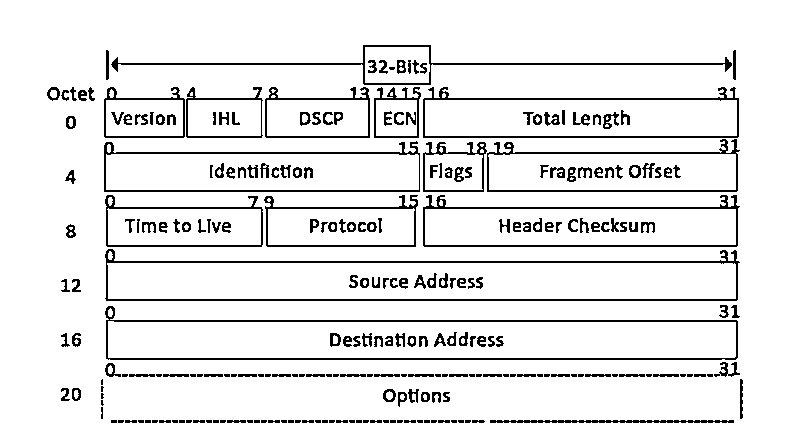 32-Bits
Octet 0 3 4 7 8 13 14 15 16 31
0 Version IHL DSCP ECN Total Length
0 15 16 18 19 31
4 Identifiction Flags Fragment Offset
0 7 9 15 16 31
8 Time to Live Protocol Header Checksum
0 31
12 Source Address
0 31
16 Destination Address
0 31
20 Options